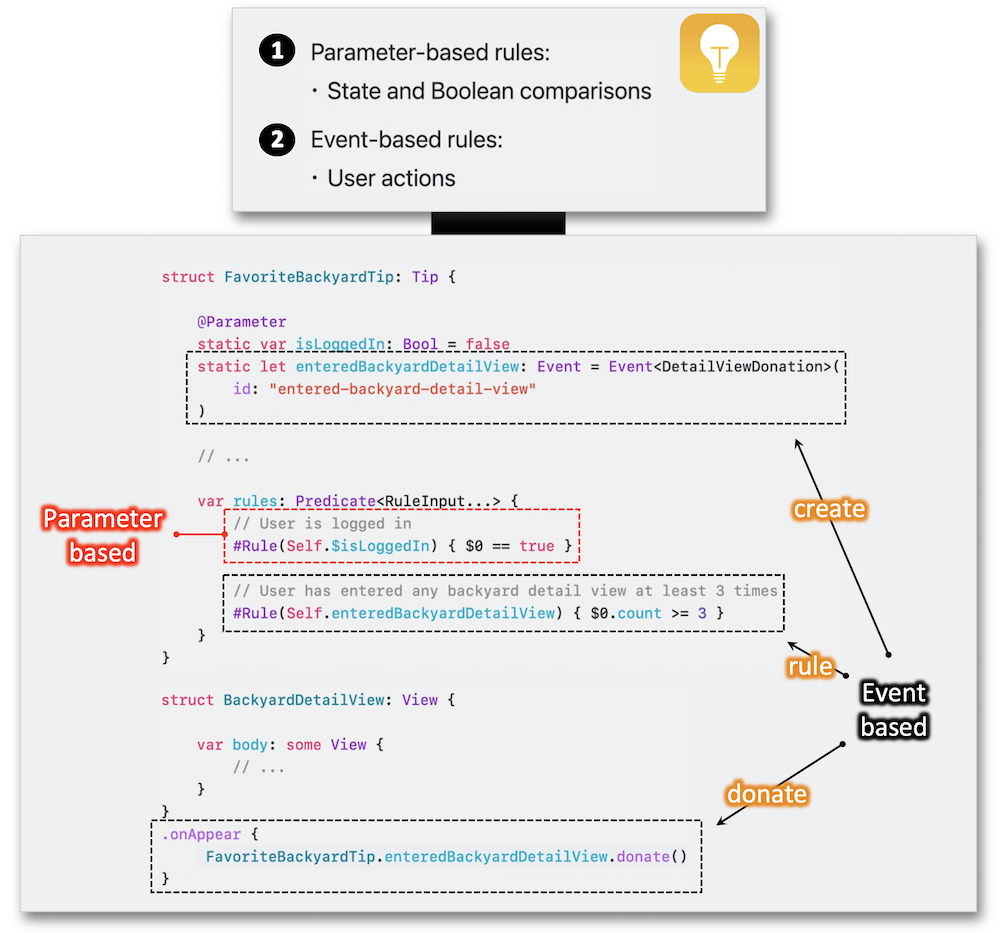 1 Parameter-based rules:
· State and Boolean comparisons
2 Event-based rules:
· User actions
struct FavoriteBackyardTip: Tip {
@Parameter
static var isLoggedIn: Bool = false
static let enteredBackyardDetailView: Event = Event<DetailViewDonation>(
id: "entered-backyard-detail-view"
)
// ...
var rules: Predicate<RuleInput...> {
// User is logged in
#Rule(Self.$isLoggedIn) { $0 == true }
// User has entered any backyard detail view at least 3 times
#Rule(Self.enteredBackyardDetailView) { $0.count >= 3 }
}
}
struct BackyardDetailView: View {
var body: some View {
// ...
}
}
.onAppear {
FavoriteBackyardTip.enteredBackyardDetailView.donate()
}
Parameter
based
create
rule
Event
based
donate